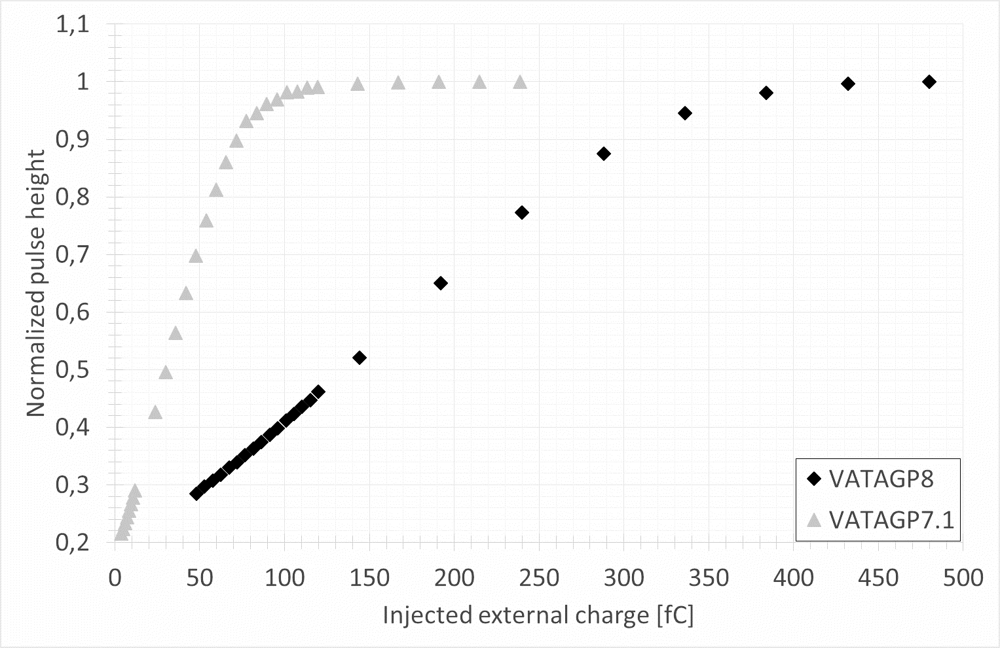 1,1
1
0,9
0,8
0,7
0,6
0,5
0,4
0,3
0,2
Normalized pulse height
0 50 100 150 200 250 300 350 400 450 500
Injected external charge [fC]
VATAGP8
VATAGP7.1